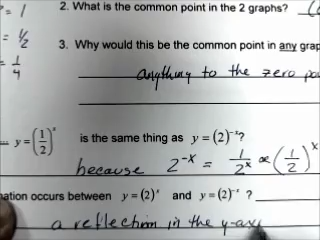 = 1
2. What is the common point in the 2 graphs?
= 1/2
3. Why would this be the common point in any
= 1/4
anything to the zero
y = (1/2)^x is the same thing as y = (2)^-x?
because 2^-x = 1/2^x or (1/2)^x
ation occurs between y = (2)^x and y = (2)^-x ?
a reflection in the y-axis